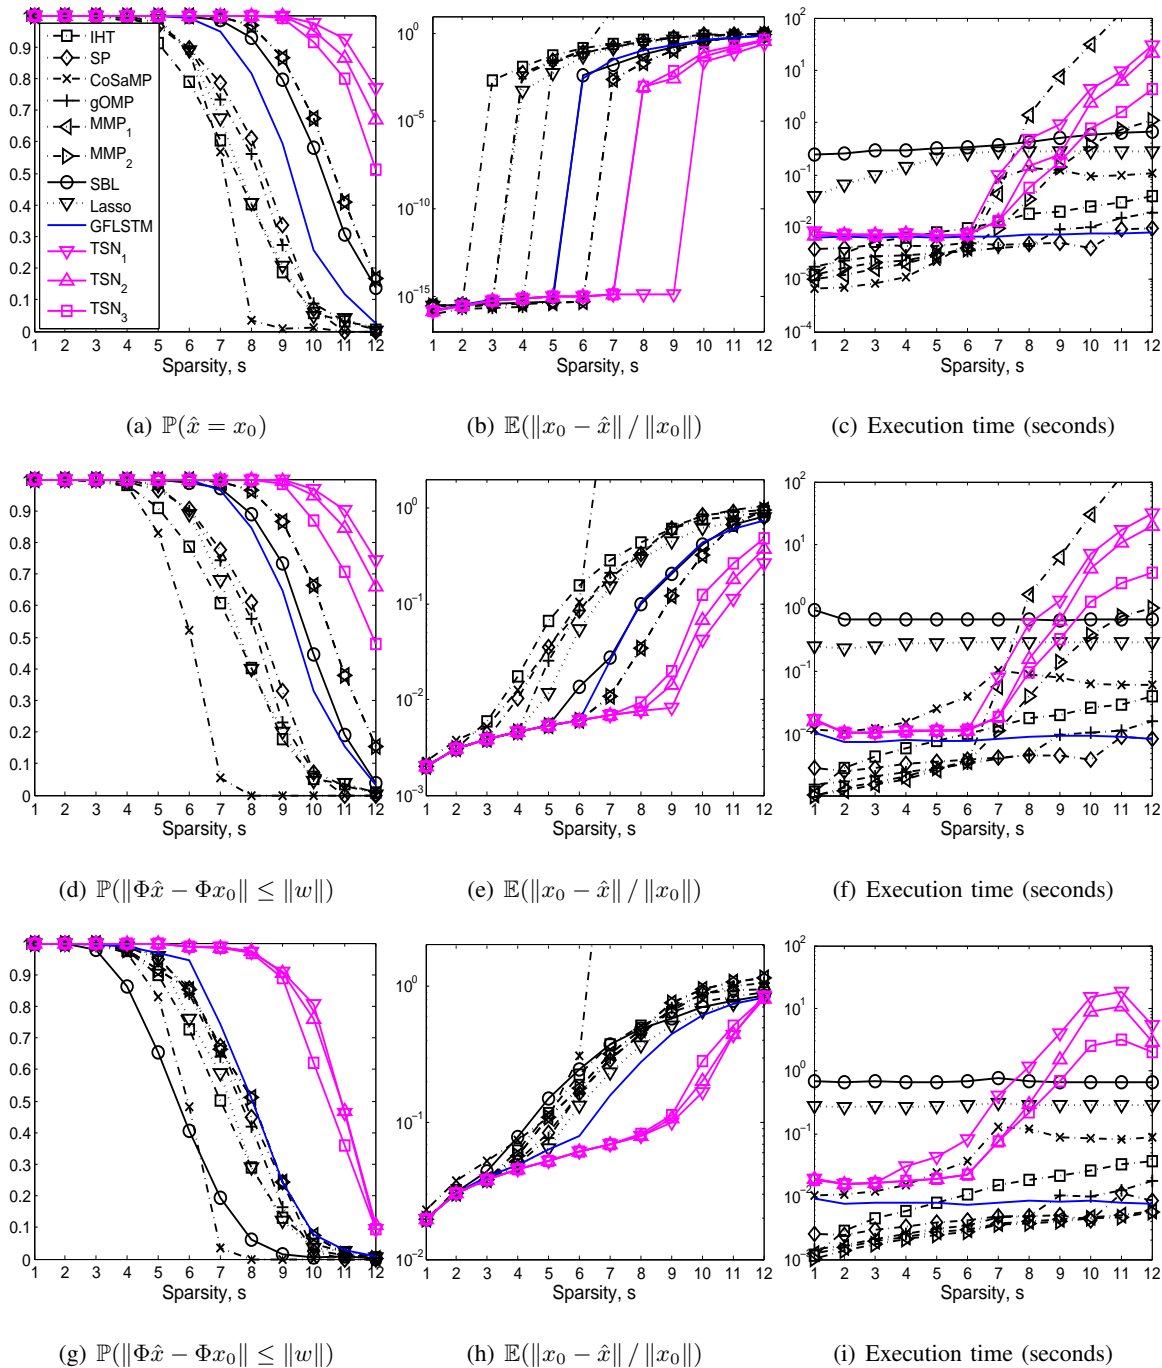 1
0.9
0.8
0.7
0.6
0.5
0.4
0.3
0.2
0.1
0
IHT
SP
CoSaMP
gOMP
MMP1
MMP2
SBL
Lasso
GFLSTM
TSN1
TSN2
TSN3
1 2 3 4 5 6 7 8 9 10 11 12
Sparsity, s
(a) ℙ(x̂ = x0)
10^0
10^−5
10^−10
10^−15
1 2 3 4 5 6 7 8 9 10 11 12
Sparsity, s
(b) 𝔼(‖x0 − x̂‖ / ‖x0‖)
10^2
10^1
10^0
10^−1
10^−2
10^−3
10^−4
1 2 3 4 5 6 7 8 9 10 11 12
Sparsity, s
(c) Execution time (seconds)
1
0.9
0.8
0.7
0.6
0.5
0.4
0.3
0.2
0.1
0
1 2 3 4 5 6 7 8 9 10 11 12
Sparsity, s
(d) ℙ(‖Φx̂ − Φx0‖ ≤ ‖w‖)
10^0
10^−1
10^−2
10^−3
1 2 3 4 5 6 7 8 9 10 11 12
Sparsity, s
(e) 𝔼(‖x0 − x̂‖ / ‖x0‖)
10^2
10^1
10^0
10^−1
10^−2
10^−3
1 2 3 4 5 6 7 8 9 10 11 12
Sparsity, s
(f) Execution time (seconds)
1
0.9
0.8
0.7
0.6
0.5
0.4
0.3
0.2
0.1
0
1 2 3 4 5 6 7 8 9 10 11 12
Sparsity, s
(g) ℙ(‖Φx̂ − Φx0‖ ≤ ‖w‖)
10^0
10^−1
10^−2
1 2 3 4 5 6 7 8 9 10 11 12
Sparsity, s
(h) 𝔼(‖x0 − x̂‖ / ‖x0‖)
10^2
10^1
10^0
10^−1
10^−2
10^−3
1 2 3 4 5 6 7 8 9 10 11 12
Sparsity, s
(i) Execution time (seconds)